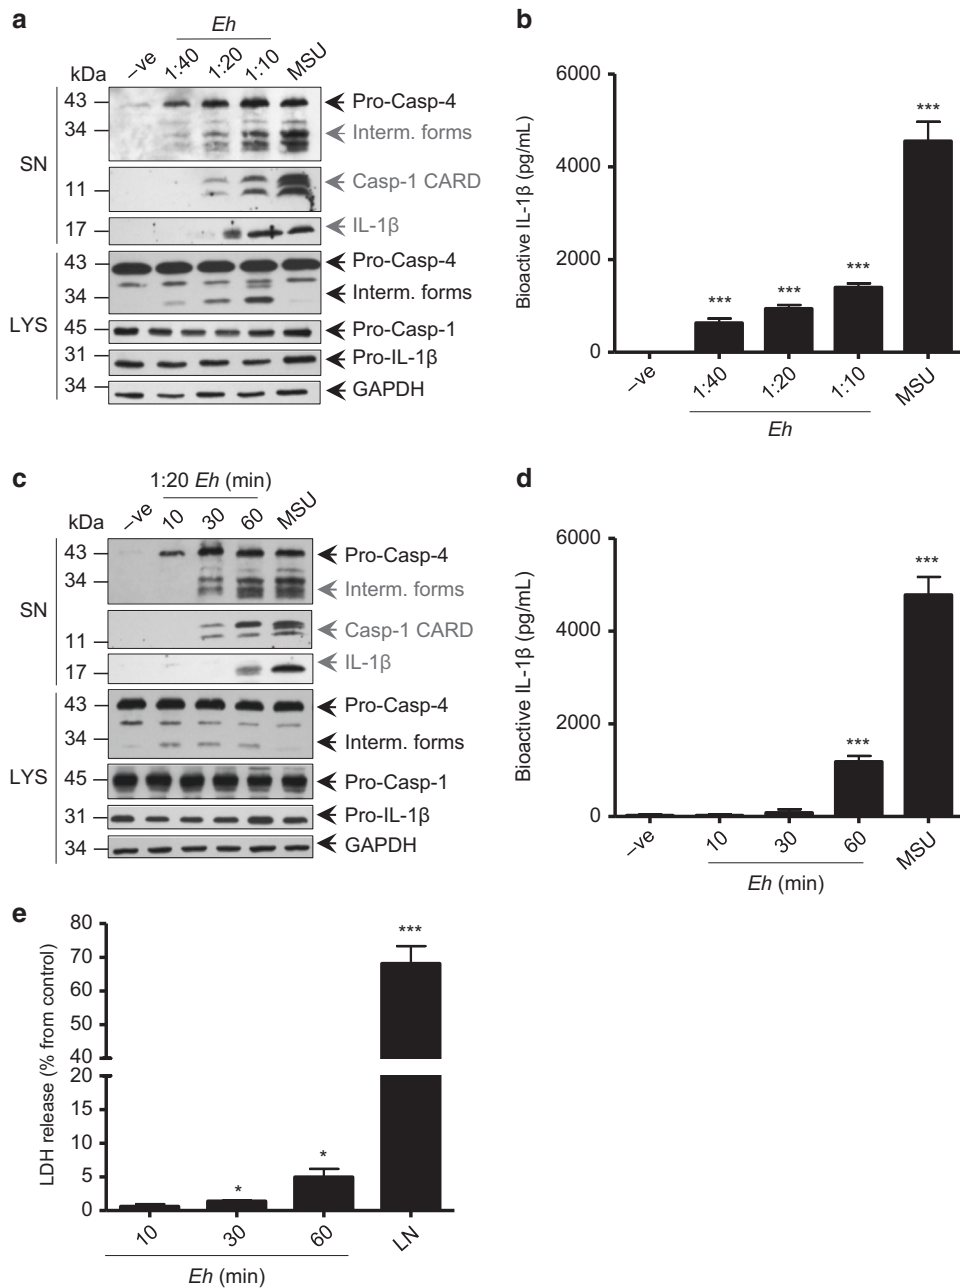 a
Eh
kDa –ve 1:40 1:20 1:10 MSU
SN
43 Pro-Casp-4
34 Interm. forms
11 Casp-1 CARD
17 IL-1β
LYS
43 Pro-Casp-4
34 Interm. forms
45 Pro-Casp-1
31 Pro-IL-1β
34 GAPDH
b
Bioactive IL-1β (pg/mL)
6000
4000
2000
0
*** *** *** ***
–ve 1:40 1:20 1:10 MSU
Eh
c
1:20 Eh (min)
kDa –ve 10 30 60 MSU
SN
43 Pro-Casp-4
34 Interm. forms
11 Casp-1 CARD
17 IL-1β
LYS
43 Pro-Casp-4
34 Interm. forms
45 Pro-Casp-1
31 Pro-IL-1β
34 GAPDH
d
Bioactive IL-1β (pg/mL)
6000
4000
2000
0
*** ***
–ve 10 30 60 MSU
Eh (min)
e
LDH release (% from control)
80
70
60
50
40
20
15
10
5
0
* * ***
10 30 60 LN
Eh (min)